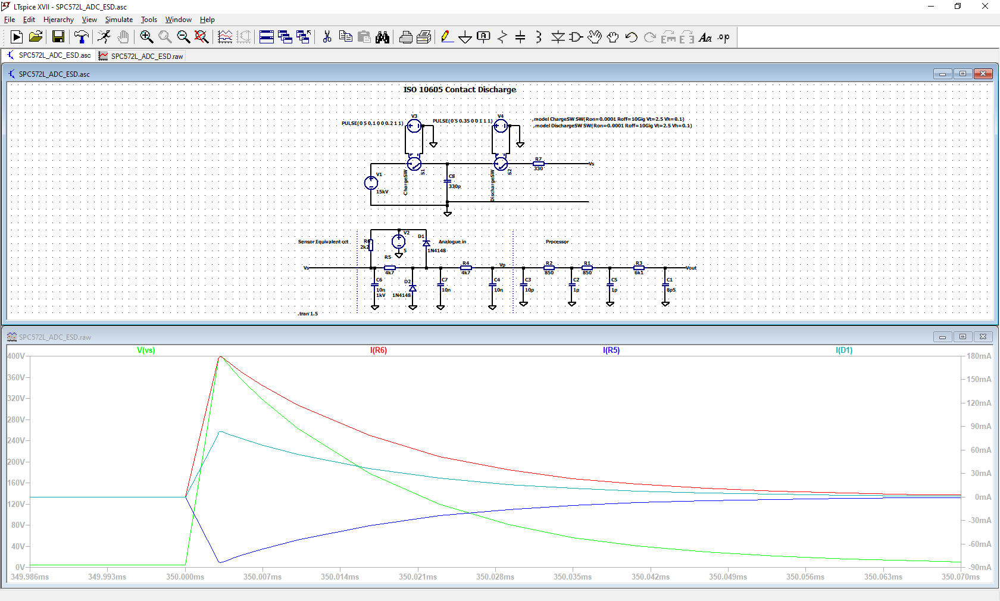 LTspice XVII - SPC572L_ADC_ESD.asc
File Edit Hierarchy View Simulate Tools Window Help
SPC572L_ADC_ESD.asc SPC572L_ADC_ESD.raw
SPC572L_ADC_ESD.asc
ISO 10605 Contact Discharge
V3 V4
PULSE(0 5 0.1 0 0 0.2 1 1) PULSE(0 5 0.35 0 0 1 1 1)
.model ChargeSW SW(Ron=0.0001 Roff=10Gig Vt=2.5 Vh=0.1)
.model DischargeSW SW(Ron=0.0001 Roff=10Gig Vt=2.5 Vh=0.1)
R7
330
Vs
S1
S2
ChargeSW
DischargeSW
V1
15kV
C8
330p
Sensor Equivalent cct
R6
2k2
V2
5
D1
1N4148
Analogue in
Processor
Vs
R5
4k7
R4
4k7
Vp
R2
850
R1
850
R3
6k1
Vout
C6
10n
1kV
D2
1N4148
C7
10n
C4
10n
C3
10p
C2
1p
C5
1p
C1
8p5
.tran 1.5
SPC572L_ADC_ESD.raw
V(vs) I(R6) I(R5) I(D1)
400V
360V
320V
280V
240V
200V
160V
120V
80V
40V
0V
180mA
150mA
120mA
90mA
60mA
30mA
0mA
-30mA
-60mA
-90mA
349.986ms 349.993ms 350.000ms 350.007ms 350.014ms 350.021ms 350.028ms 350.035ms 350.042ms 350.049ms 350.056ms 350.063ms 350.070ms